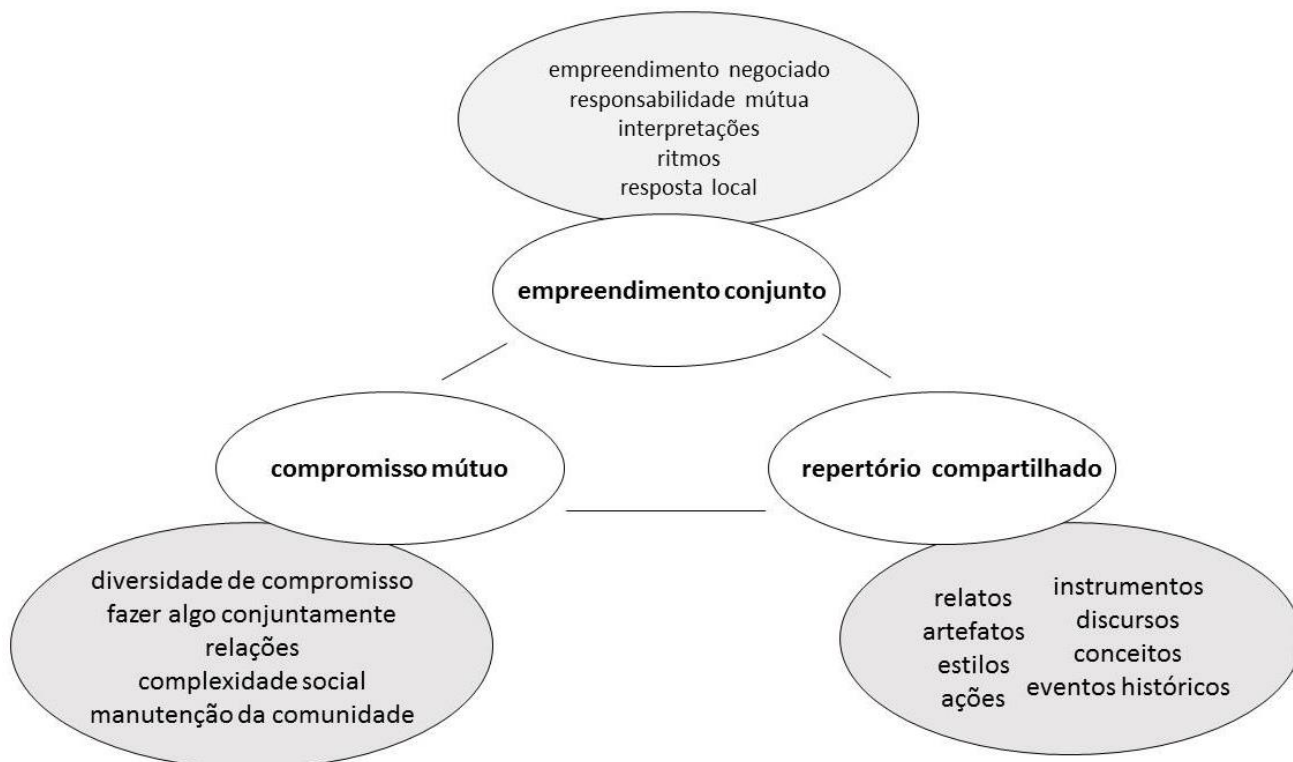 empreendimento negociado
responsabilidade mútua
interpretações
ritmos
resposta local
empreendimento conjunto
compromisso mútuo
repertório compartilhado
diversidade de compromisso
fazer algo conjuntamente
relações
complexidade social
manutenção da comunidade
relatos
artefatos
estilos
ações
instrumentos
discursos
conceitos
eventos históricos